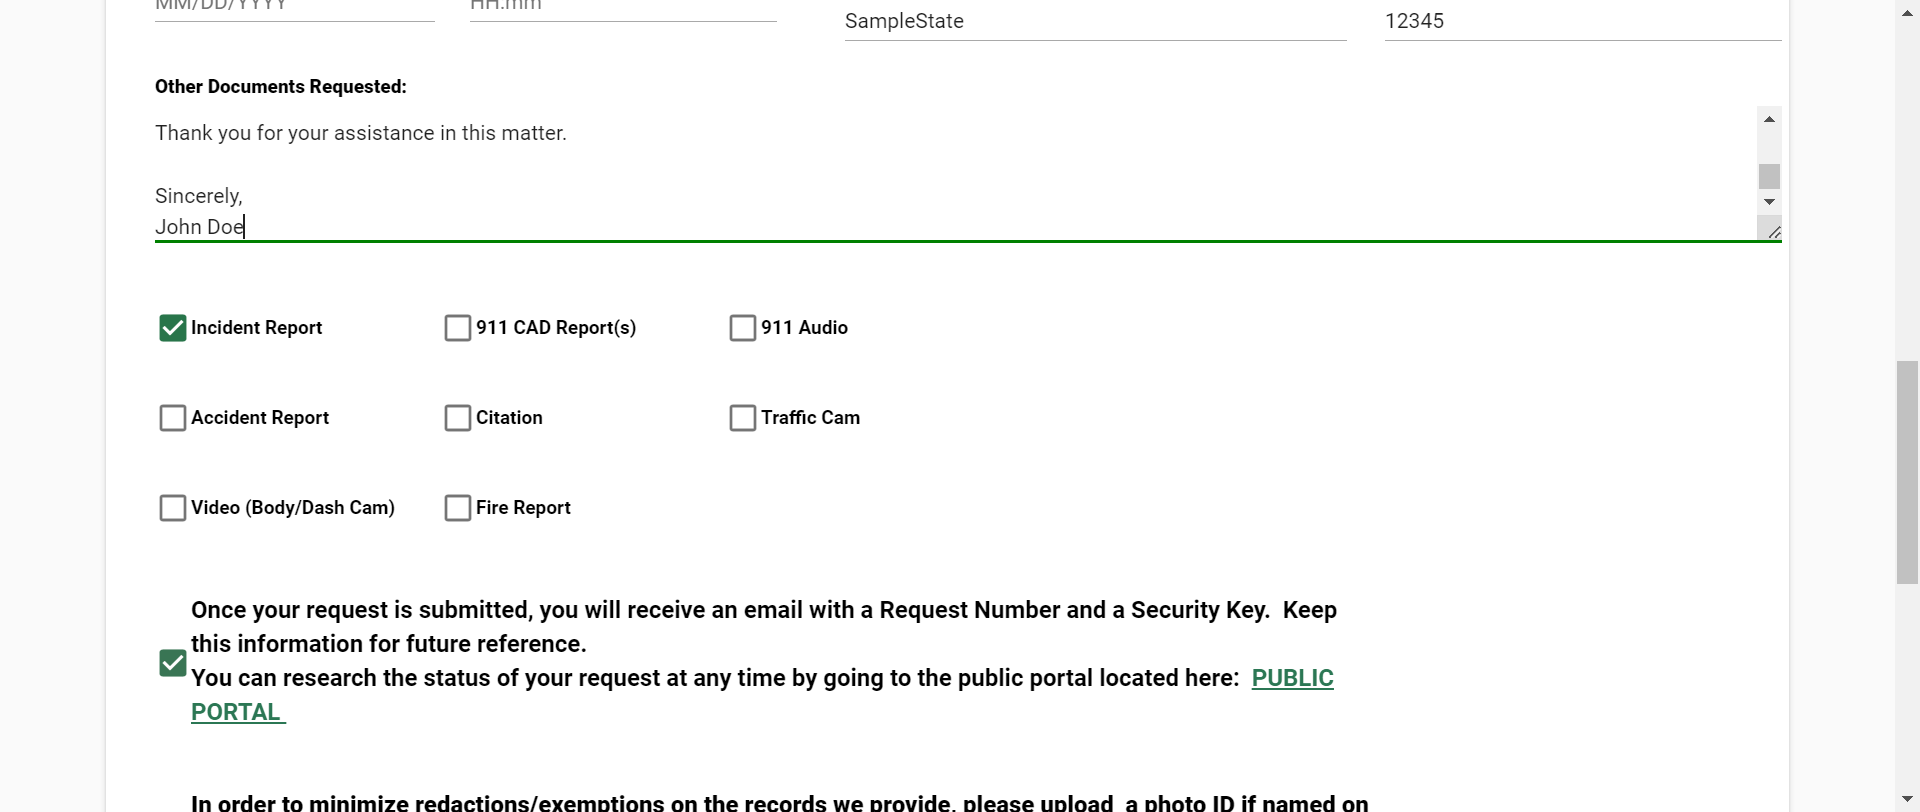 MM/DD/YYYY HH:mm
SampleState 12345
Other Documents Requested:
Thank you for your assistance in this matter.
Sincerely,
John Doe
Incident Report 911 CAD Report(s) 911 Audio
Accident Report Citation Traffic Cam
Video (Body/Dash Cam) Fire Report
Once your request is submitted, you will receive an email with a Request Number and a Security Key.  Keep
this information for future reference.
You can research the status of your request at any time by going to the public portal located here:  PUBLIC
PORTAL
In order to minimize redactions/exemptions on the records we provide, please upload  a photo ID if named on